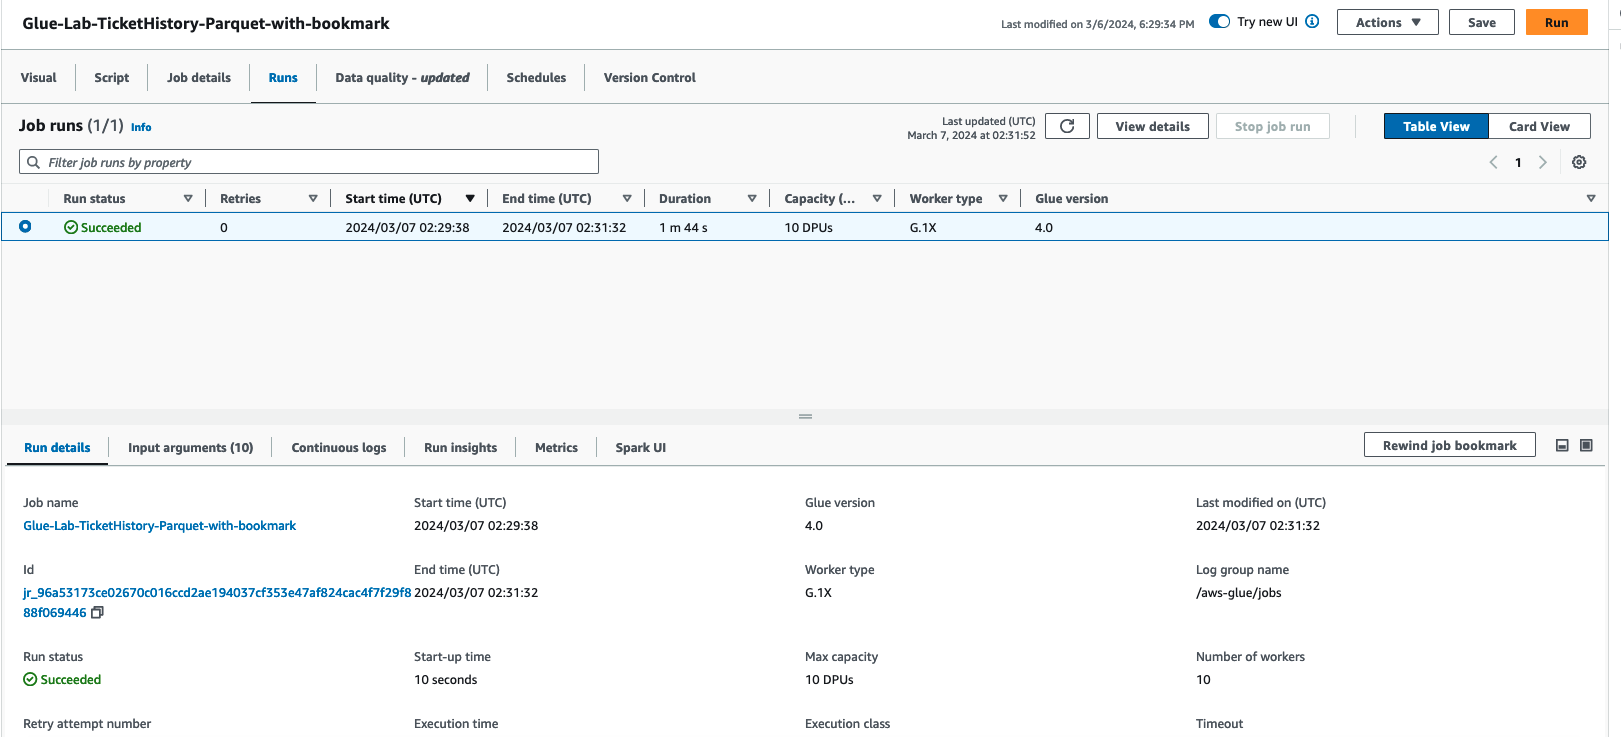 Glue-Lab-TicketHistory-Parquet-with-bookmark
Last modified on 3/6/2024, 6:29:34 PM
Try new UI
Actions
Save
Run
Visual
Script
Job details
Runs
Data quality - updated
Schedules
Version Control
Job runs (1/1) Info
Last updated (UTC)
March 7, 2024 at 02:31:52
View details
Stop job run
Table View
Card View
Filter job runs by property
1
Run status
Retries
Start time (UTC)
End time (UTC)
Duration
Capacity (...
Worker type
Glue version
Succeeded
0
2024/03/07 02:29:38
2024/03/07 02:31:32
1 m 44 s
10 DPUs
G.1X
4.0
Run details
Input arguments (10)
Continuous logs
Run insights
Metrics
Spark UI
Rewind job bookmark
Job name
Glue-Lab-TicketHistory-Parquet-with-bookmark
Start time (UTC)
2024/03/07 02:29:38
Glue version
4.0
Last modified on (UTC)
2024/03/07 02:31:32
Id
jr_96a53173ce02670c016ccd2ae194037cf353e47af824cac4f7f29f8
88f069446
End time (UTC)
2024/03/07 02:31:32
Worker type
G.1X
Log group name
/aws-glue/jobs
Run status
Succeeded
Start-up time
10 seconds
Max capacity
10 DPUs
Number of workers
10
Retry attempt number
Execution time
Execution class
Timeout